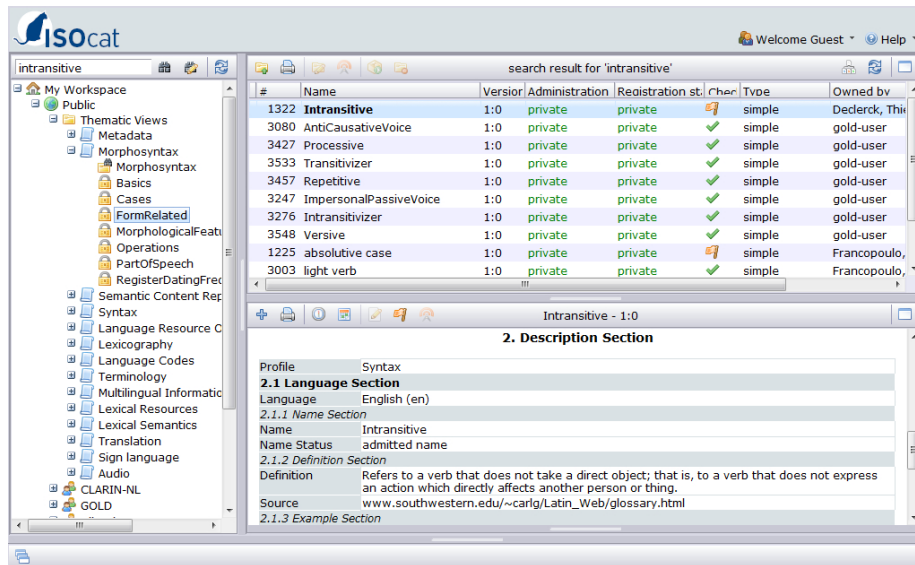 ISOcat
Welcome Guest
Help
intransitive
search result for 'intransitive'
My Workspace
Public
Thematic Views
Metadata
Morphosyntax
Morphosyntax
Basics
Cases
FormRelated
MorphologicalFeatu
Operations
PartOfSpeech
RegisterDatingFreq
Semantic Content Rep
Syntax
Language Resource O
Lexicography
Language Codes
Terminology
Multilingual Informatic
Lexical Resources
Lexical Semantics
Translation
Sign language
Audio
CLARIN-NL
GOLD
# Name Version Administration Registration st. Chec Type Owned by
1322 Intransitive 1:0 private private simple Declerck, Thie
3080 AntiCausativeVoice 1:0 private private simple gold-user
3427 Processive 1:0 private private simple gold-user
3533 Transitivizer 1:0 private private simple gold-user
3457 Repetitive 1:0 private private simple gold-user
3247 ImpersonalPassiveVoice 1:0 private private simple gold-user
3276 Intransitivizer 1:0 private private simple gold-user
3548 Versive 1:0 private private simple gold-user
1225 absolutive case 1:0 private private simple Francopoulo,
3003 light verb 1:0 private private simple Francopoulo,
Intransitive - 1:0
2. Description Section
Profile Syntax
2.1 Language Section
Language English (en)
2.1.1 Name Section
Name Intransitive
Name Status admitted name
2.1.2 Definition Section
Definition Refers to a verb that does not take a direct object; that is, to a verb that does not express
an action which directly affects another person or thing.
Source www.southwestern.edu/~carlg/Latin_Web/glossary.html
2.1.3 Example Section